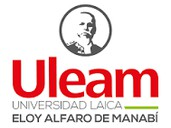 Uleam
UNIVERSIDAD LAICA
ELOY ALFARO DE MANABÍ